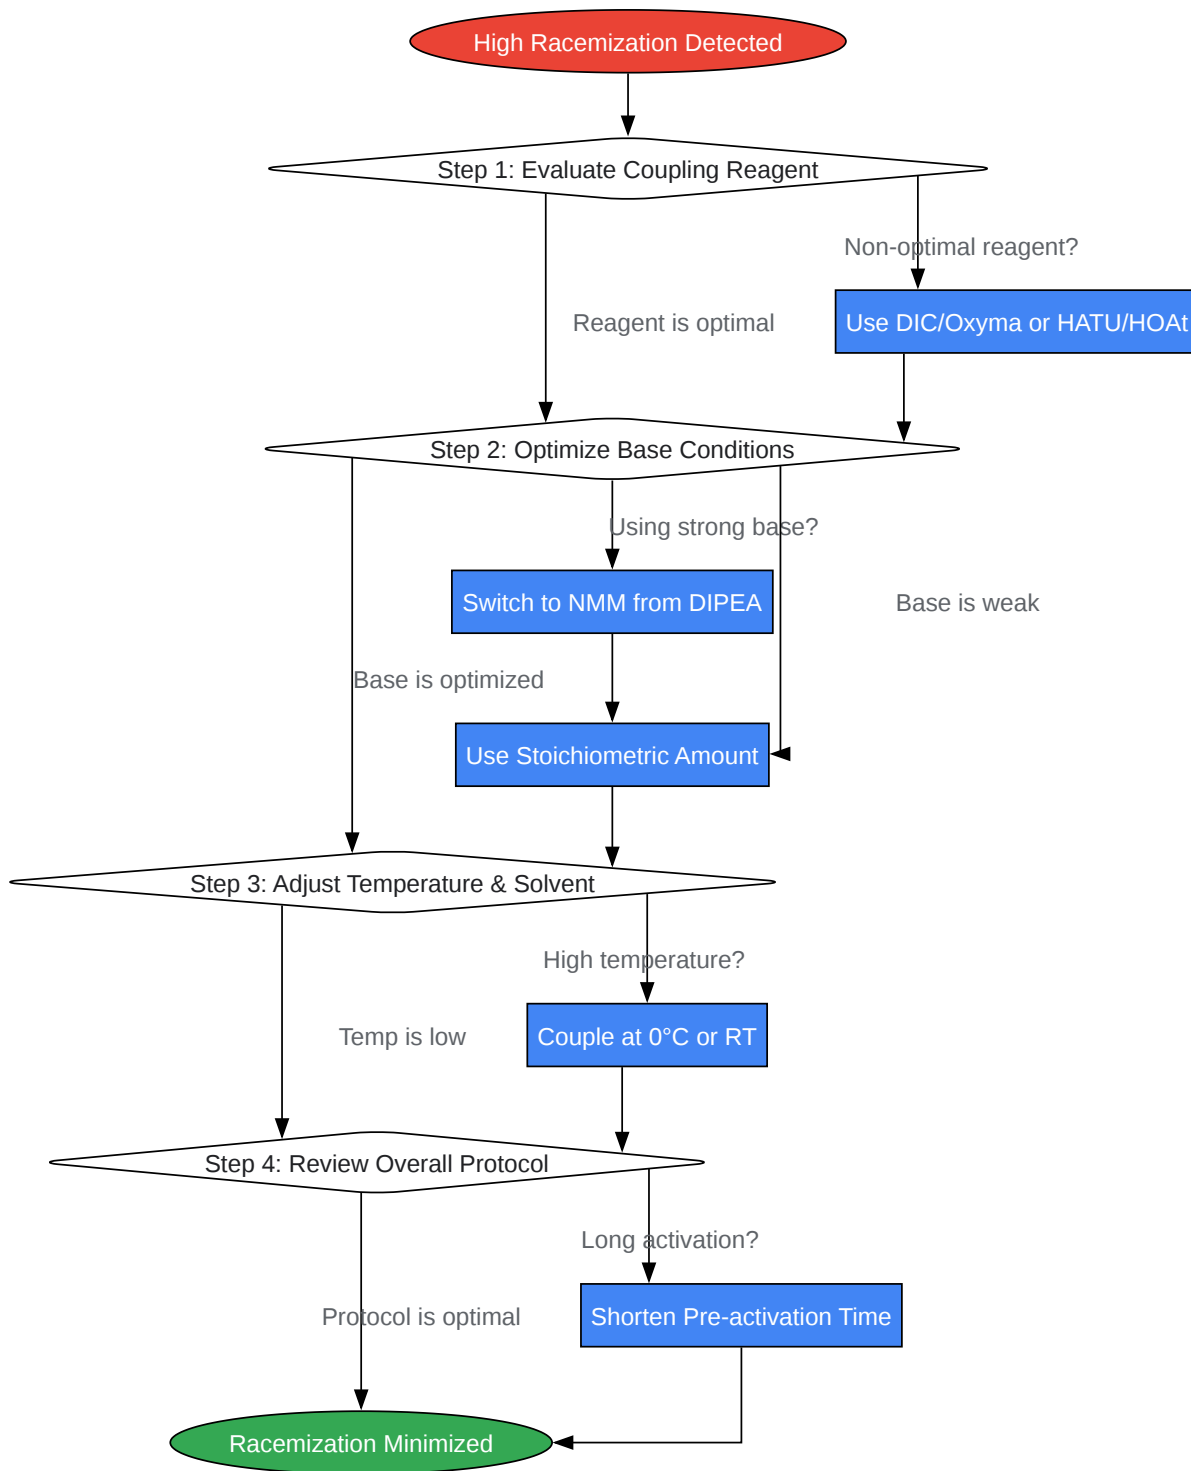 High Racemization Detected
Step 1: Evaluate Coupling Reagent
Non-optimal reagent?
Reagent is optimal
Use DIC/Oxyma or HATU/HOAt
Step 2: Optimize Base Conditions
Using strong base?
Switch to NMM from DIPEA
Base is weak
Base is optimized
Use Stoichiometric Amount
Step 3: Adjust Temperature & Solvent
High temperature?
Temp is low
Couple at 0°C or RT
Step 4: Review Overall Protocol
Long activation?
Protocol is optimal
Shorten Pre-activation Time
Racemization Minimized